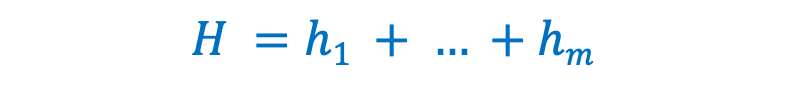 H = h₁ + … + hₘ